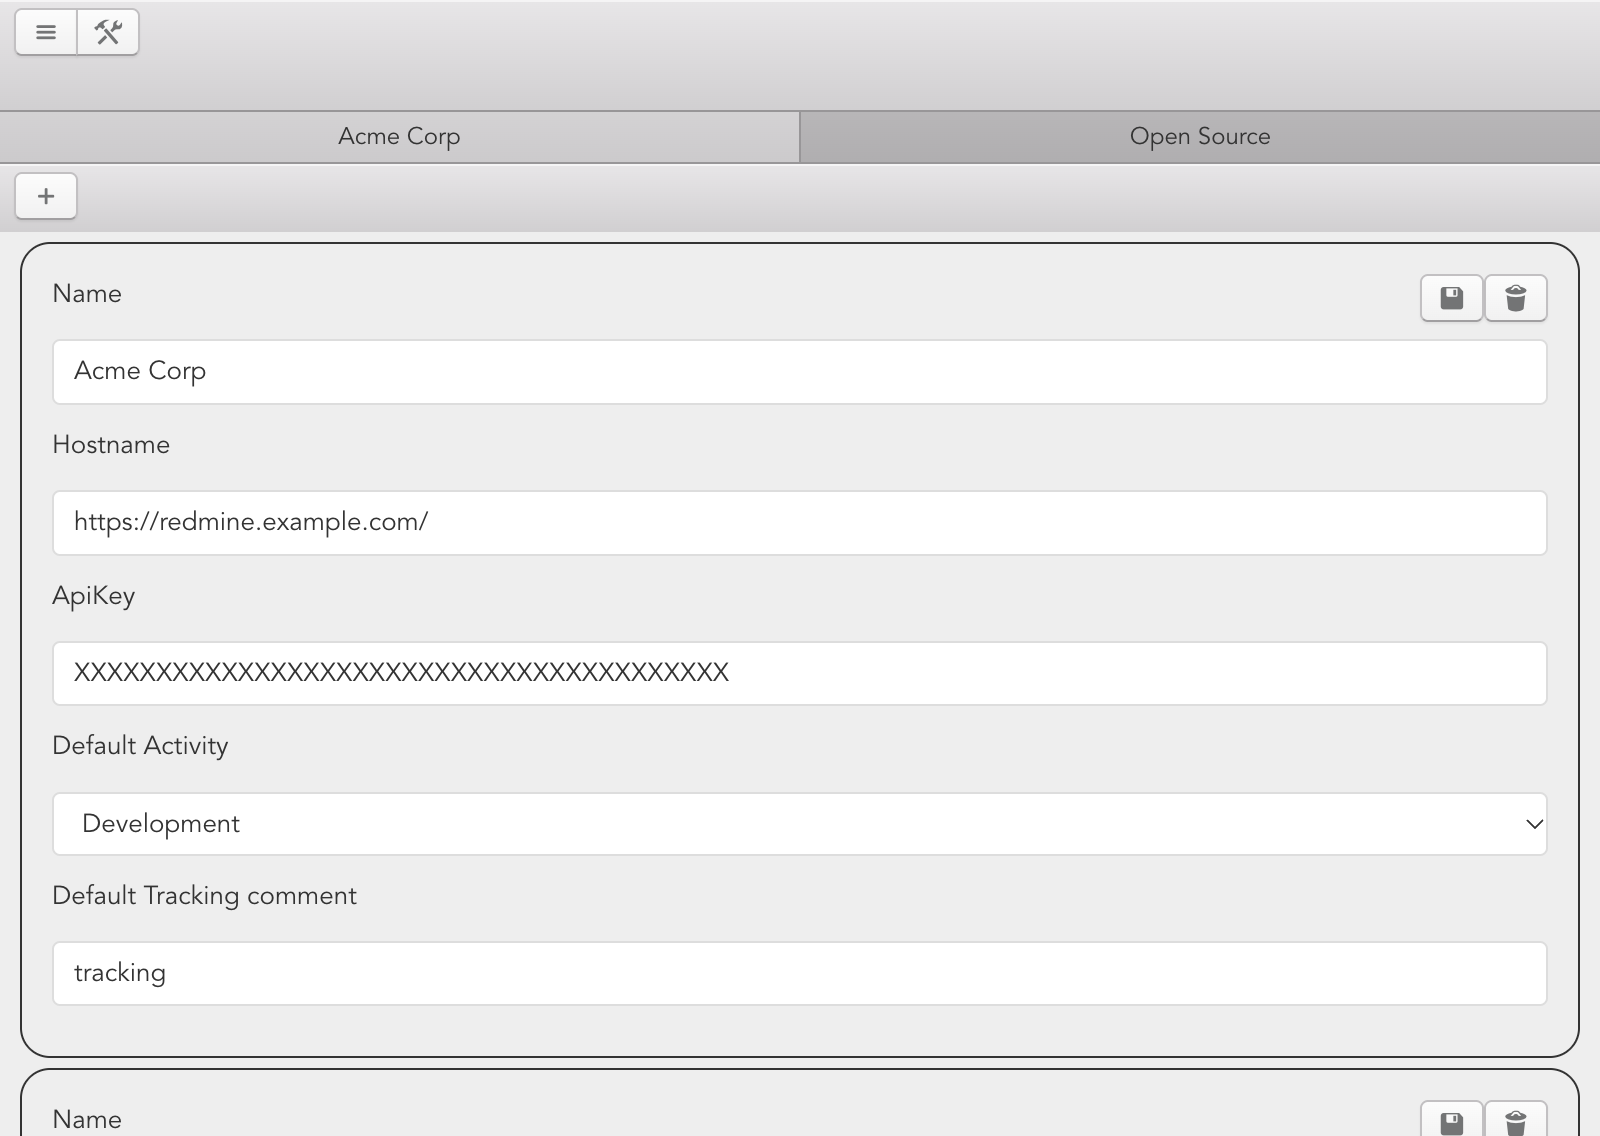 Acme Corp
Open Source
Name
Acme Corp
Hostname
https://redmine.example.com/
ApiKey
XXXXXXXXXXXXXXXXXXXXXXXXXXXXXXXXXXXXXXXX
Default Activity
Development
Default Tracking comment
tracking
Name